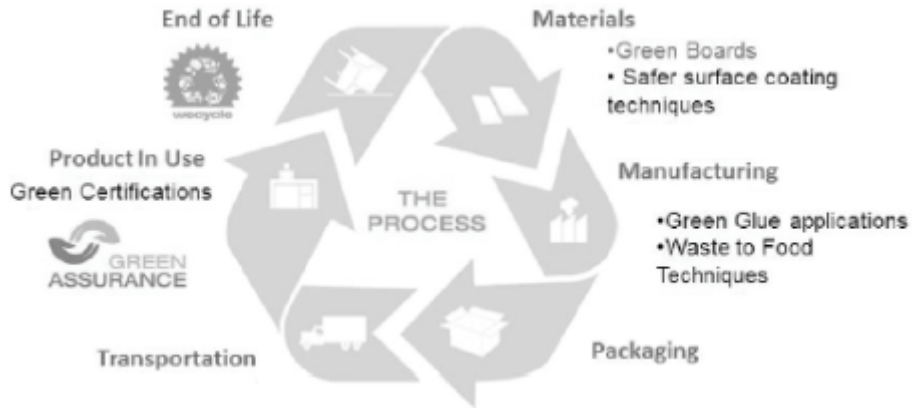 End of Life
wecycle
Materials
•Green Boards
• Safer surface coating
techniques
Product In Use
Green Certifications
GREEN
ASSURANCE
THE
PROCESS
Manufacturing
•Green Glue applications
•Waste to Food
Techniques
Transportation
Packaging